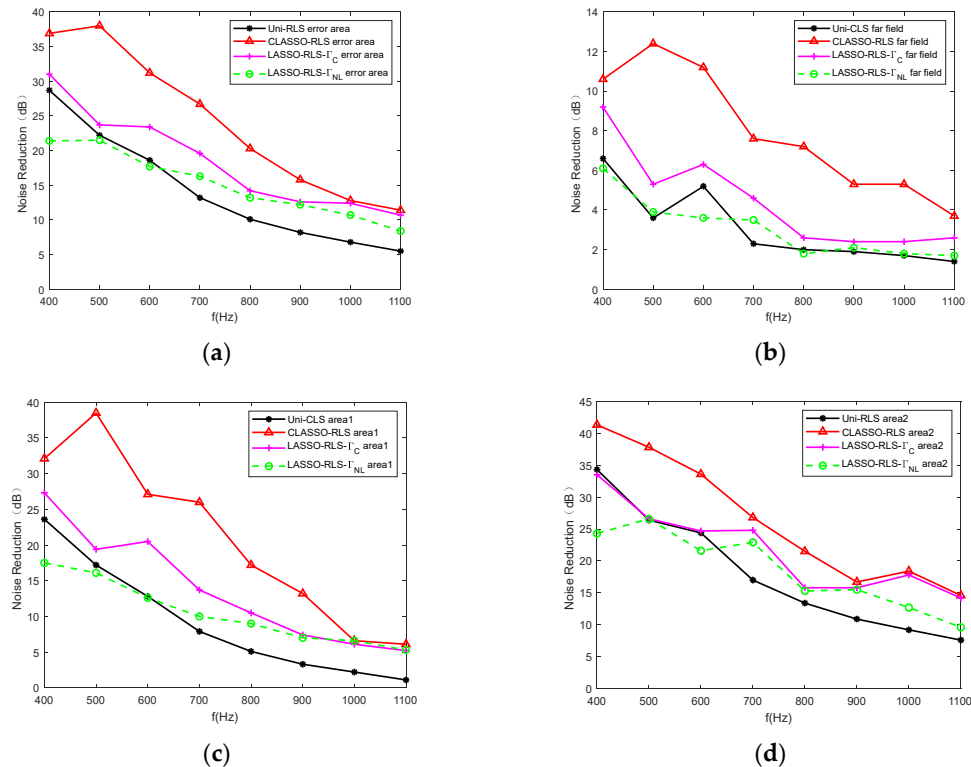 40
35
30
25
20
15
10
5
0
Noise Reduction（dB）
Uni-RLS error area
CLASSO-RLS error area
LASSO-RLS-Γ_C error area
LASSO-RLS-Γ_NL error area
400 500 600 700 800 900 1000 1100
f(Hz)
(a)
14
12
10
8
6
4
2
0
Noise Reduction（dB）
Uni-CLS far field
CLASSO-RLS far field
LASSO-RLS-Γ_C far field
LASSO-RLS-Γ_NL far field
400 500 600 700 800 900 1000 1100
f(Hz)
(b)
40
35
30
25
20
15
10
5
0
Noise Reduction（dB）
Uni-CLS area1
CLASSO-RLS area1
LASSO-RLS-Γ_C area1
LASSO-RLS-Γ_NL area1
400 500 600 700 800 900 1000 1100
f(Hz)
(c)
45
40
35
30
25
20
15
10
5
0
Noise Reduction（dB）
Uni-RLS area2
CLASSO-RLS area2
LASSO-RLS-Γ_C area2
LASSO-RLS-Γ_NL area2
400 500 600 700 800 900 1000 1100
f(Hz)
(d)